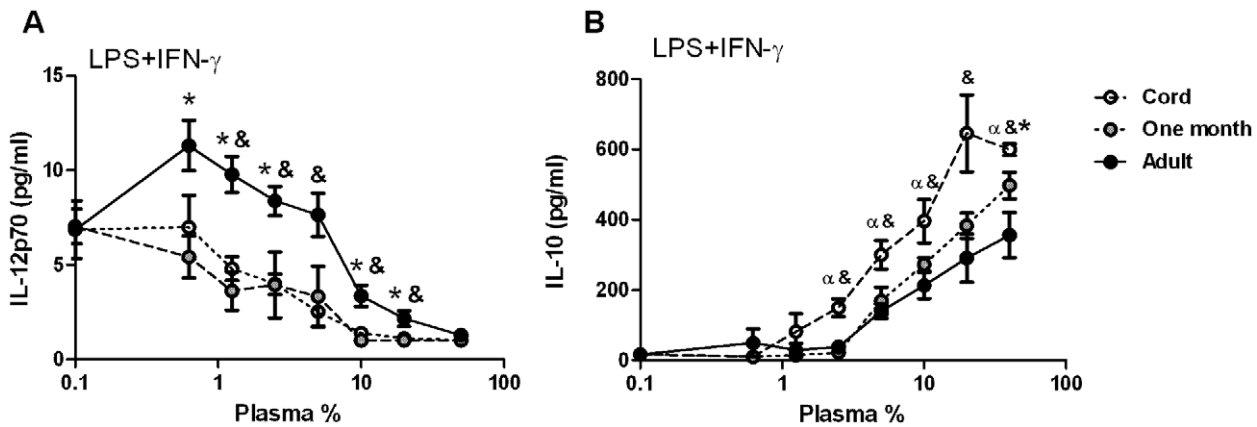 A
LPS+IFN-γ
IL-12p70 (pg/ml)
15
10
5
0
*
* &
* &
&
* &
* &
0.1 1 10 100
Plasma %
B
LPS+IFN-γ
IL-10 (pg/ml)
800
600
400
200
0
α &
α &
α &
α &
&
α &*
0.1 1 10 100
Plasma %
Cord
One month
Adult